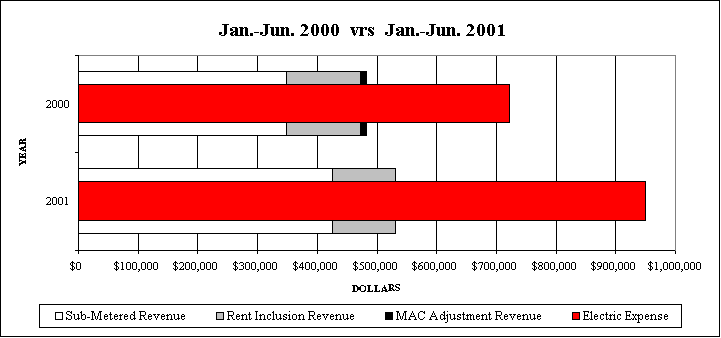 Jan.-Jun. 2000 vrs Jan.-Jun. 2001
YEAR
2000
2001
$0 $100,000 $200,000 $300,000 $400,000 $500,000 $600,000 $700,000 $800,000 $900,000 $1,000,000
DOLLARS
Sub-Metered Revenue Rent Inclusion Revenue MAC Adjustment Revenue Electric Expense